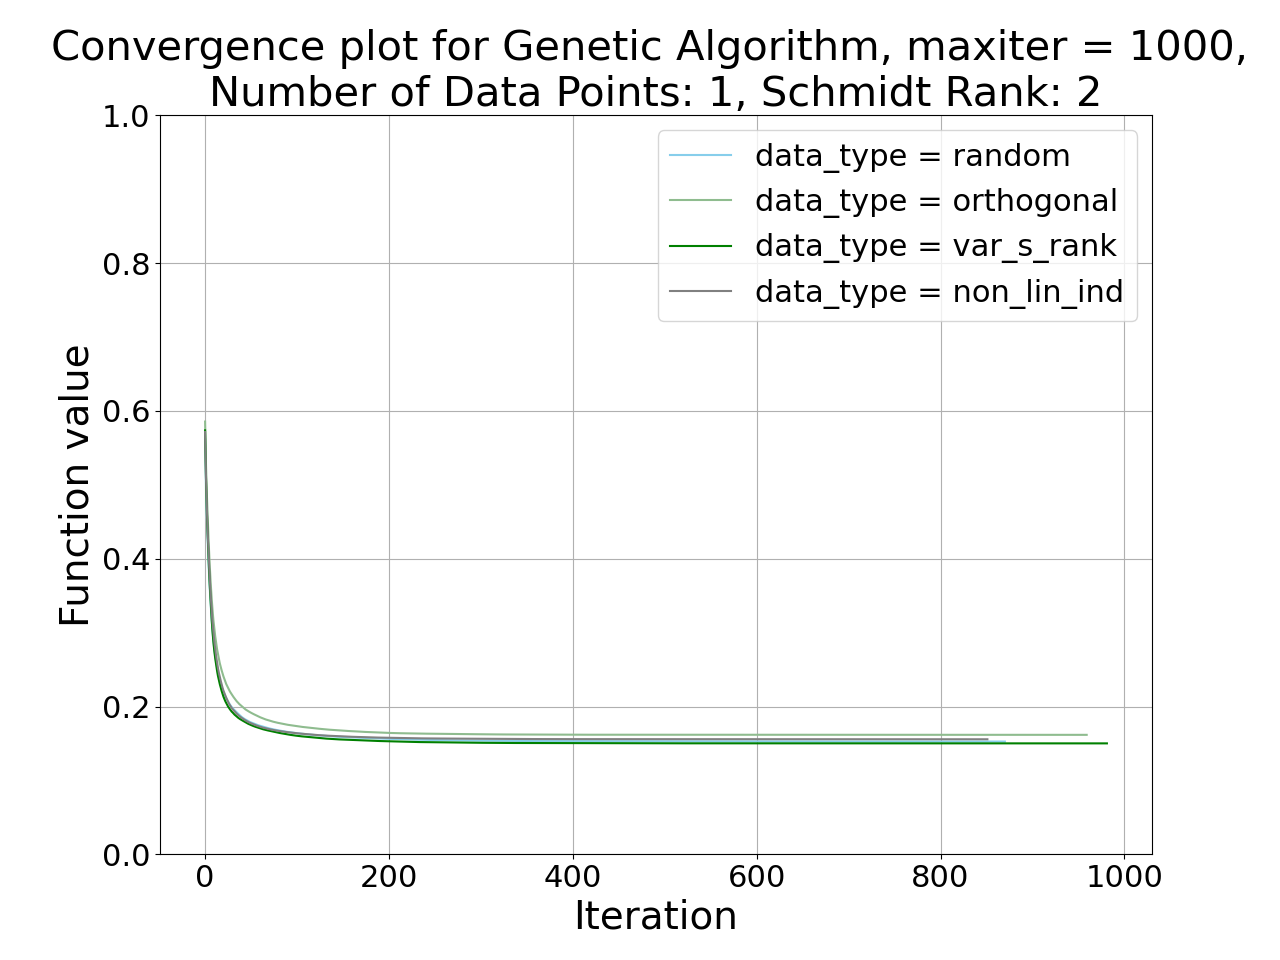 Convergence plot for Genetic Algorithm, maxiter = 1000,
Number of Data Points: 1, Schmidt Rank: 2
1.0
0.8
0.6
0.4
0.2
0.0
Function value
data_type = random
data_type = orthogonal
data_type = var_s_rank
data_type = non_lin_ind
0
200
400
600
800
1000
Iteration